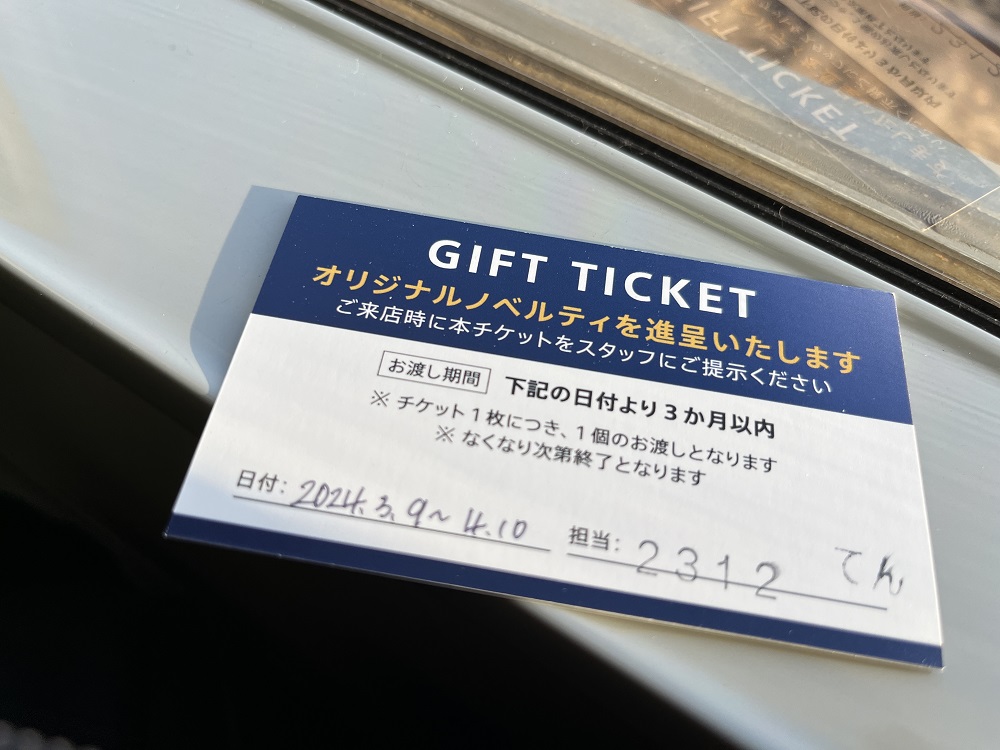 GIFT TICKET
オリジナルノベルティを進呈いたします
ご来店時に本チケットをスタッフにご提示ください
お渡し期間 下記の日付より3か月以内
※ チケット1枚につき、1個のお渡しとなります
※ なくなり次第終了となります
日付: 2024.3.9～4.10 担当: 2312 てん